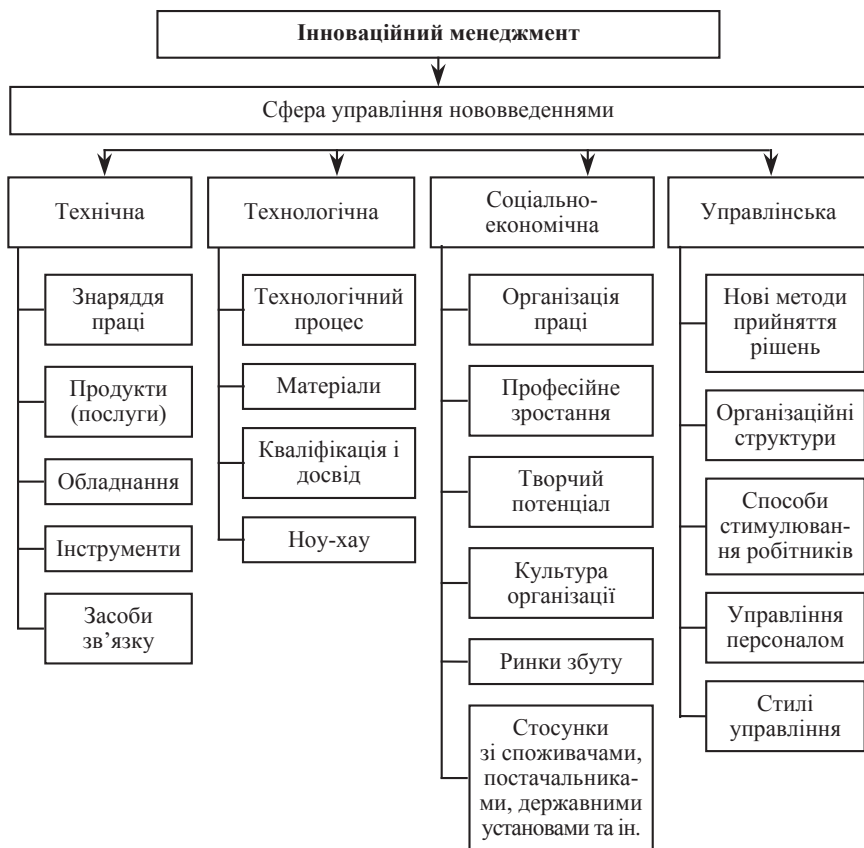 Інноваційний менеджмент
Сфера управління нововведеннями
Технічна
Знаряддя
праці
Продукти
(послуги)
Обладнання
Інструменти
Засоби
зв’язку
Технологічна
Технологічний
процес
Матеріали
Кваліфікація і
досвід
Ноу-хау
Соціально-
економічна
Організація
праці
Професійне
зростання
Творчий
потенціал
Культура
організації
Ринки збуту
Стосунки
зі споживачами,
постачальника-
ми, державними
установами та ін.
Управлінська
Нові методи
прийняття
рішень
Організаційні
структури
Способи
стимулюван-
ня робітників
Управління
персоналом
Стилі
управління